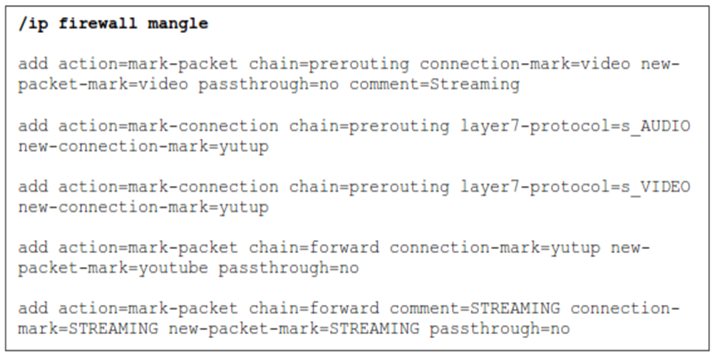 /ip firewall mangle
add action=mark-packet chain=prerouting connection-mark=video new-
packet-mark=video passthrough=no comment=Streaming
add action=mark-connection chain=prerouting layer7-protocol=s_AUDIO
new-connection-mark=yutup
add action=mark-connection chain=prerouting layer7-protocol=s_VIDEO
new-connection-mark=yutup
add action=mark-packet chain=forward connection-mark=yutup new-
packet-mark=youtube passthrough=no
add action=mark-packet chain=forward comment=STREAMING connection-
mark=STREAMING new-packet-mark=STREAMING passthrough=no